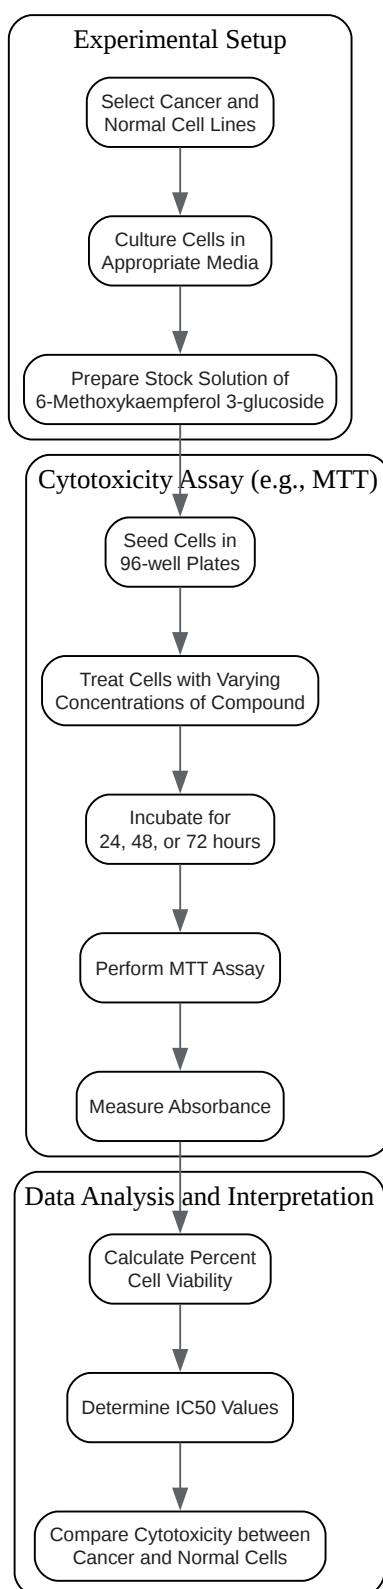 Experimental Setup
Select Cancer and
Normal Cell Lines
Culture Cells in
Appropriate Media
Prepare Stock Solution of
6-Methoxykaempferol 3-glucoside
Cytotoxicity Assay (e.g., MTT)
Seed Cells in
96-well Plates
Treat Cells with Varying
Concentrations of Compound
Incubate for
24, 48, or 72 hours
Perform MTT Assay
Measure Absorbance
Data Analysis and Interpretation
Calculate Percent
Cell Viability
Determine IC50 Values
Compare Cytotoxicity between
Cancer and Normal Cells